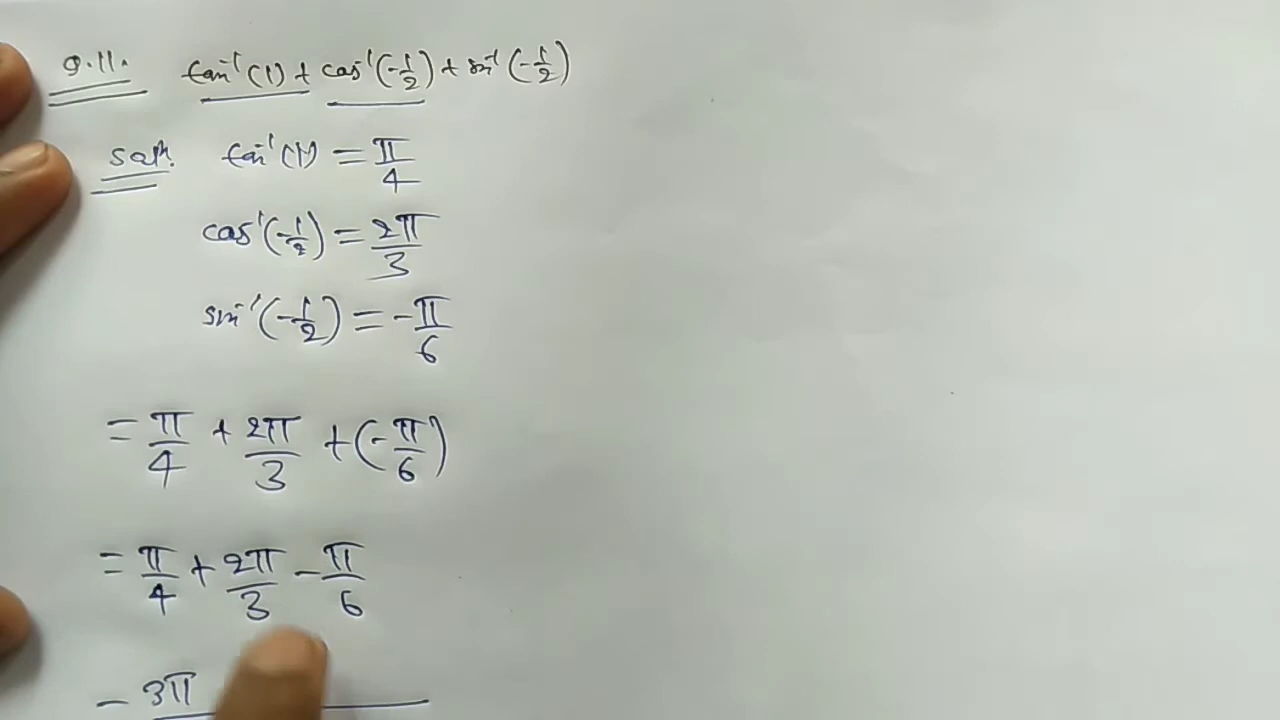 Q.11. tan⁻¹(1) + cos⁻¹(-1/2) + sin⁻¹(-1/2)
Soln. tan⁻¹(1) = π/4
cos⁻¹(-1/2) = 2π/3
sin⁻¹(-1/2) = -π/6
= π/4 + 2π/3 + (-π/6)
= π/4 + 2π/3 - π/6
= 3π